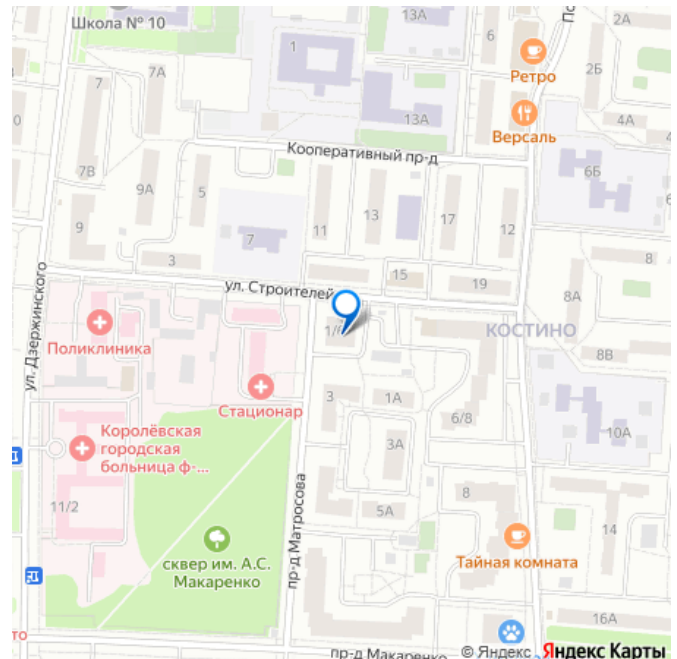 Школа № 10
13А
6
2А
1
7А
7
Ретро
2Б
13А
Версаль
4А
Кооперативный пр-д
6Б
7В
9А
5
11
13
17
12
9
7
8
3
15
19
ул. Строителей
8А
ул. Дзержинского
КОСТИНО
Поликлиника
8В
Стационар
3
1А
6/8
10А
Королёвская
городская
больница ф-...
3А
11/2
8
5А
14
пр-д Матросова
сквер им. А.С.
Макаренко
Тайная комната
16А
пр-д Макаренко
© Яндекс
Яндекс Карты